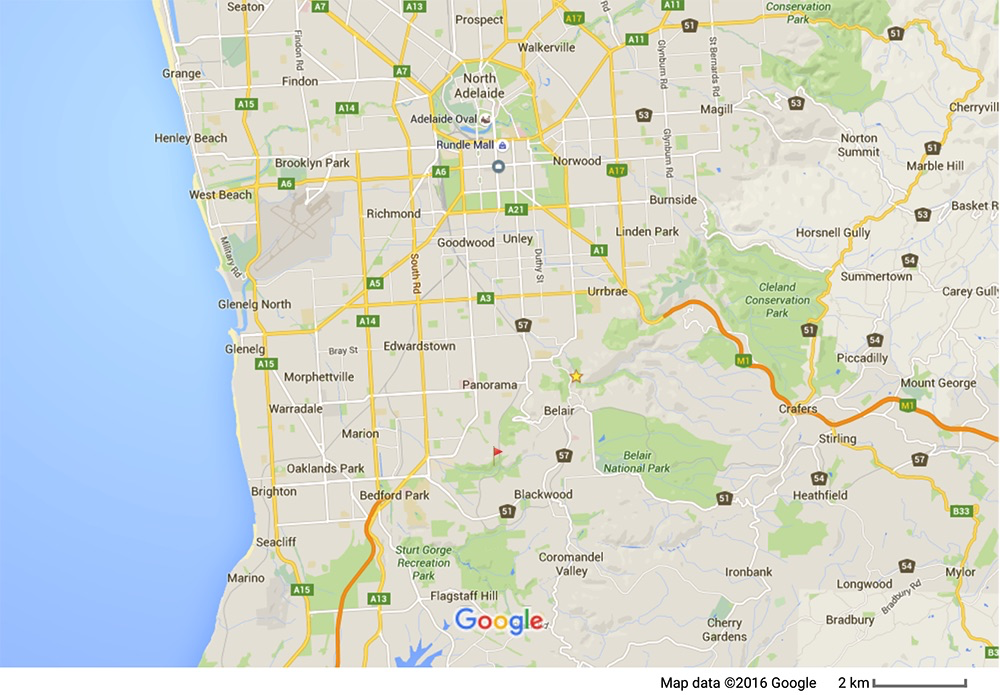 Seaton
A7
A13
Prospect
A17
Rd
A11
51
Conservation
Park
51
A11
Walkerville
Findon Rd
Glynburn Rd
St Bernards Rd
Grange
Findon
A7
North
Adelaide
A15
A14
Adelaide Oval
53
Magill
53
Cherryville
Henley Beach
Rundle Mall
Glynburn Rd
Norton
Summit
51
Marble Hill
Brooklyn Park
A6
Norwood
A17
A6
West Beach
Burnside
Basket R
53
Richmond
A21
Linden Park
Horsnell Gully
Military Rd
Goodwood
Unley
Duthy St
A1
54
Summertown
South Rd
A5
A3
Urrbrae
Cleland
Conservation
Park
Carey Gully
Glenelg North
A14
57
51
54
Glenelg
Bray St
Edwardstown
Piccadilly
A15
M1
Morphettville
Panorama
Mount George
M1
Warradale
Belair
Crafers
Marion
Stirling
Belair
National Park
57
57
Oaklands Park
54
Brighton
Bedford Park
Blackwood
51
Heathfield
51
B33
Seacliff
Sturt Gorge
Recreation
Park
Coromandel
Valley
Marino
Ironbank
54
Mylor
A15
A13
Flagstaff Hill
Longwood
Bradbury Rd
Google
Cherry
Gardens
Bradbury
B3
Map data ©2016 Google
2 km